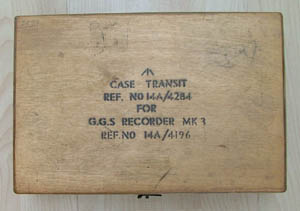 CASE TRANSIT
REF. NO 14A/4284
FOR
G.G.S RECORDER MK 3
REF.NO 14A/4196